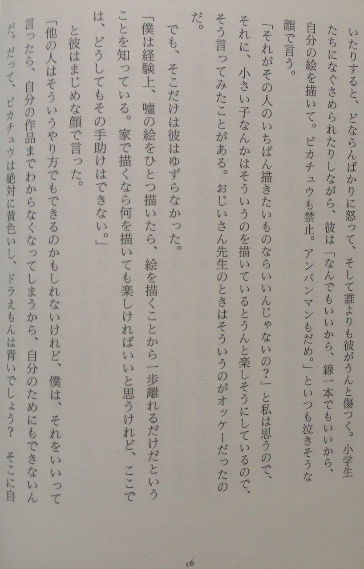 いたりすると、どならんばかりに怒って、そして誰よりも彼がうんと傷つく。小学生
たちになぐさめられたりしながら、彼は「なんでもいいから、線一本でもいいから、
自分の絵を描いて。ピカチュウも禁止。アンパンマンもだめ。」といつも泣きそうな
顔で言う。
「それがその人のいちばん描きたいものならいいんじゃないの？」と私は思うので、
それに、小さい子なんかはそういうのを描いているとうんと楽しそうにしているので、
そう言ってみたことがある。おじいさん先生のときはそういうのがオッケーだったの
だ。
でも、そこだけは彼はゆずらなかった。
「僕は経験上、嘘の絵をひとつ描いたら、絵を描くことから一歩離れるだけだという
ことを知っている。家で描くなら何を描いても楽しければいいと思うけれど、ここで
は、どうしてもその手助けはできない。」
と彼はまじめな顔で言った。
「他の人はそういうやり方でもできるのかもしれないけれど、僕は、それをいいって
言ったら、自分の作品までわからなくなってしまうから、自分のためにもできないん
だ。だって、ピカチュウは絶対に黄色いし、ドラえもんは青いでしょう？　そこに自
16